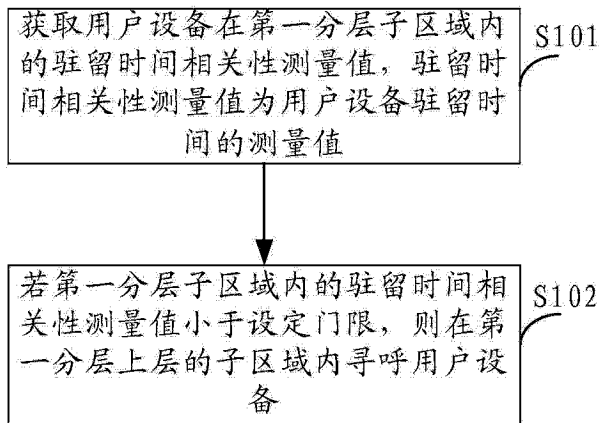 获取用户设备在第一分层子区域内
的驻留时间相关性测量值，驻留时
间相关性测量值为用户设备驻留时
间的测量值
S101
若第一分层子区域内的驻留时间相
关性测量值小于设定门限，则在第
一分层上层的子区域内寻呼用户设
备
S102